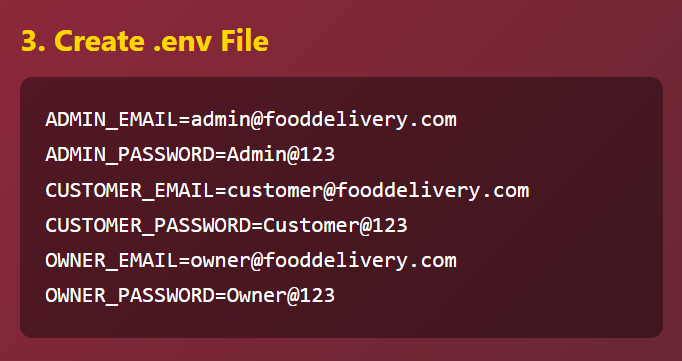 3. Create .env File
ADMIN_EMAIL=admin@fooddelivery.com
ADMIN_PASSWORD=Admin@123
CUSTOMER_EMAIL=customer@fooddelivery.com
CUSTOMER_PASSWORD=Customer@123
OWNER_EMAIL=owner@fooddelivery.com
OWNER_PASSWORD=Owner@123